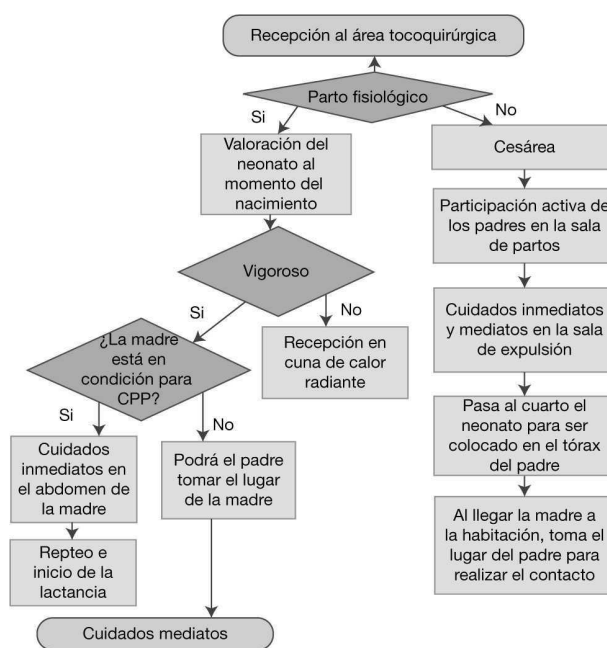 Recepción al área tocoquirúrgica
Parto fisiológico
Si
No
Valoración del
neonato al
momento del
nacimiento
Cesárea
Participación activa de
los padres en la sala
de partos
Vigoroso
Si
No
Cuidados inmediatos
y mediatos en la sala
de expulsión
¿La madre
está en
condición para
CPP?
Recepción en
cuna de calor
radiante
Si
No
Pasa al cuarto el
neonato para ser
colocado en el tórax
del padre
Cuidados
inmediatos en
el abdomen de
la madre
Podrá el padre
tomar el lugar
de la madre
Al llegar la madre a
la habitación, toma el
lugar del padre para
realizar el contacto
Repteo e
inicio de la
lactancia
Cuidados mediatos